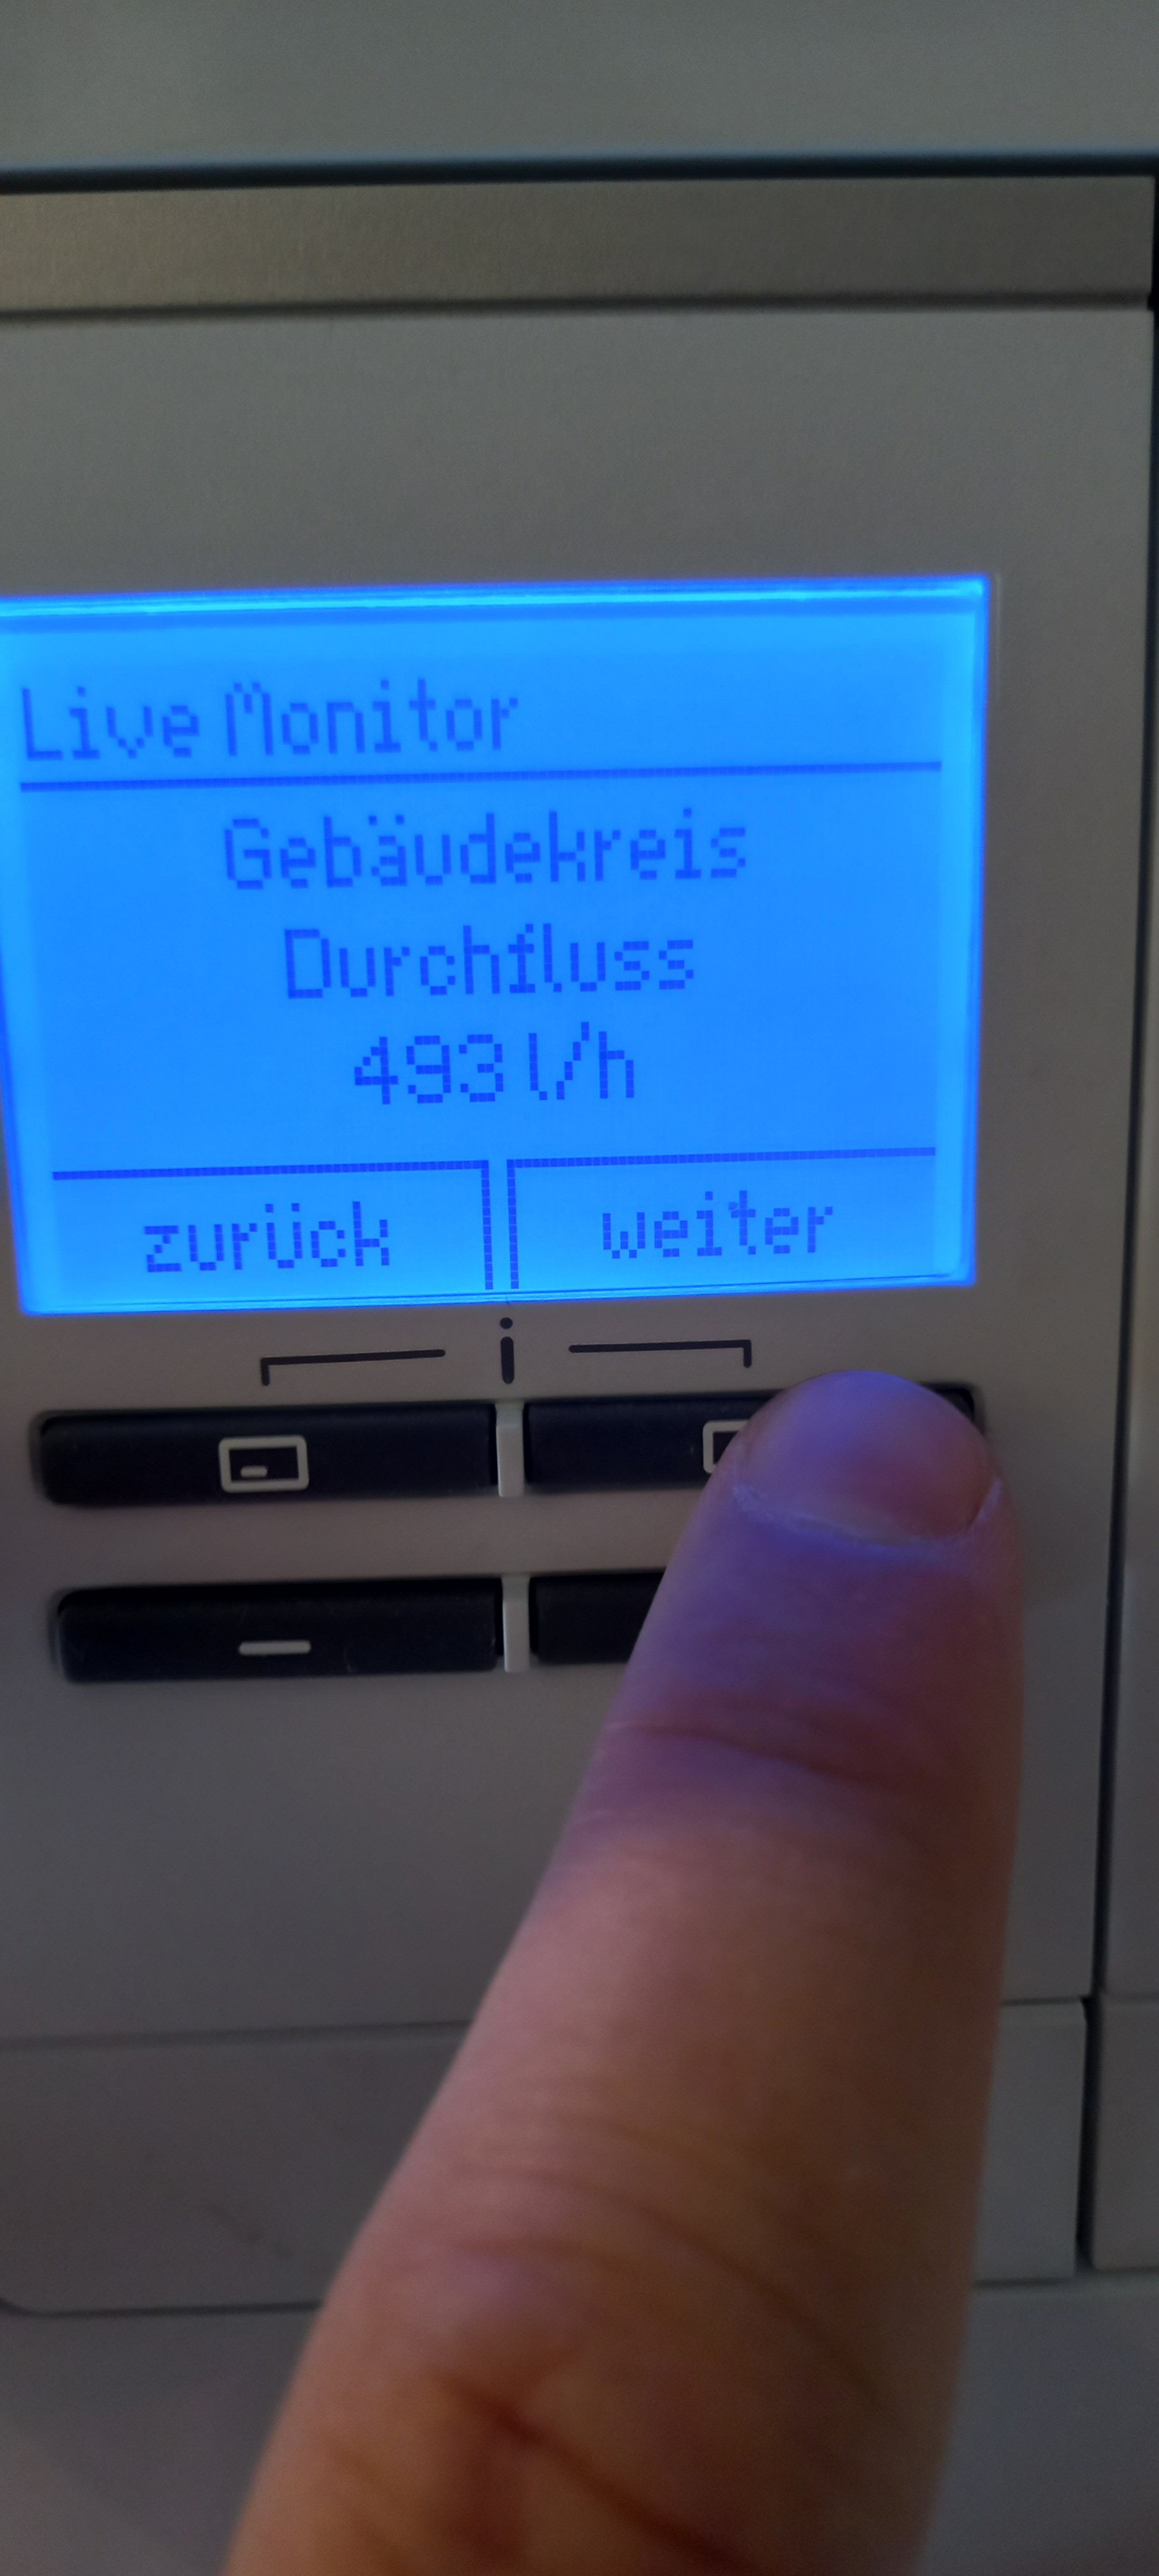 Live Monitor
Gebäudekreis
Durchfluss
493 l/h
zurück weiter
i